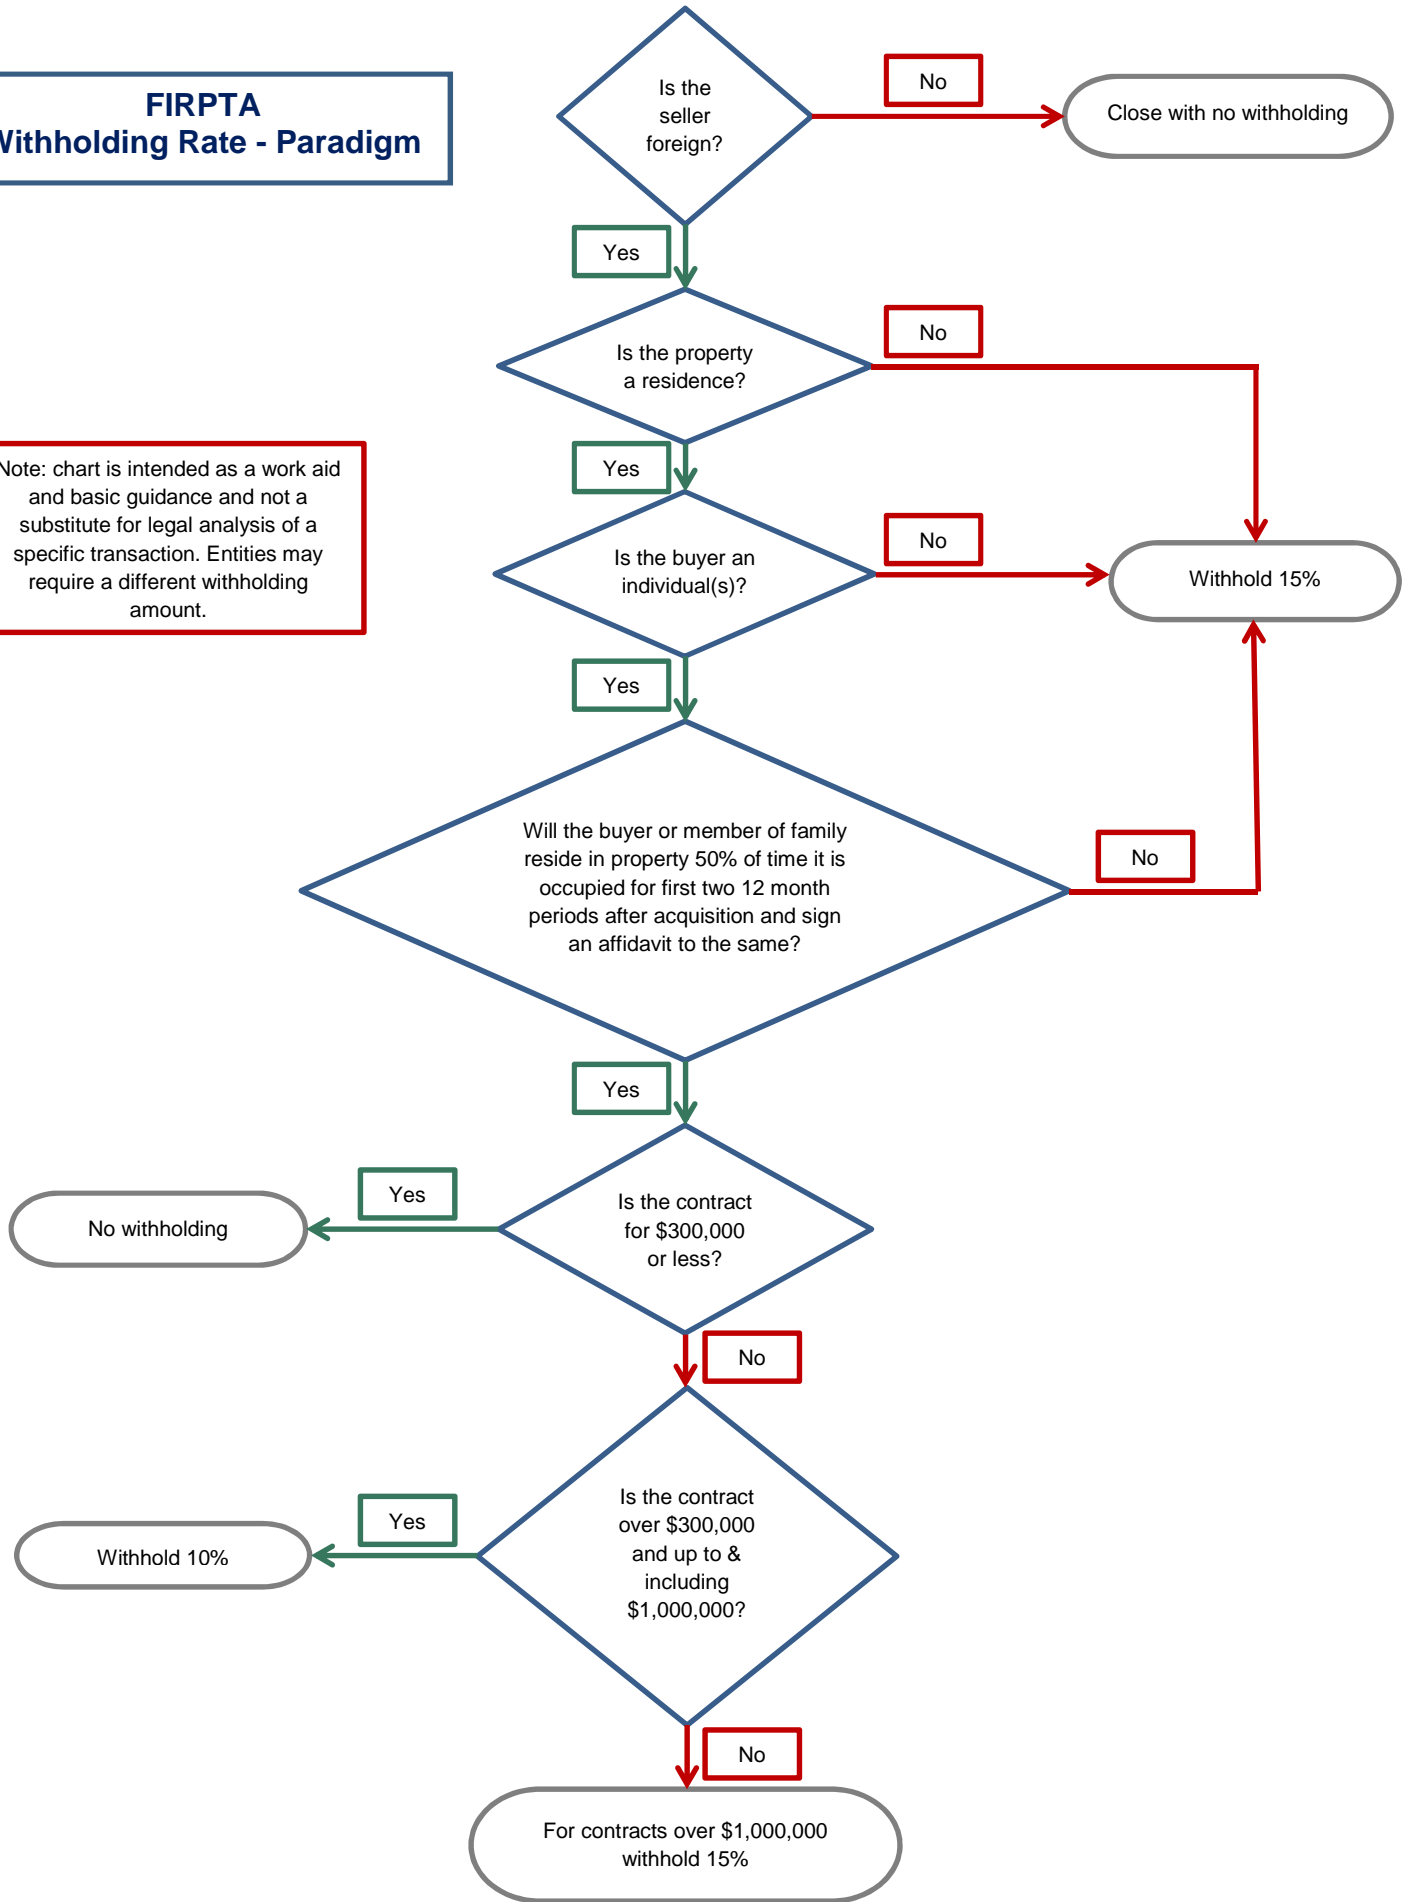 Is the
seller
foreign?
No
Close with no withholding
FIRPTA
Withholding Rate - Paradigm
Yes
Is the property
a residence?
No
Yes
Note: chart is intended as a work aid
and basic guidance and not a
substitute for legal analysis of a
specific transaction. Entities may
require a different withholding
amount.
Is the buyer an
individual(s)?
No
Withhold 15%
Yes
Will the buyer or member of family
reside in property 50% of time it is
occupied for first two 12 month
periods after acquisition and sign
an affidavit to the same?
No
Yes
Is the contract
for $300,000
or less?
Yes
No withholding
No
Is the contract
over $300,000
and up to &
including
$1,000,000?
Yes
Withhold 10%
No
For contracts over $1,000,000
withhold 15%